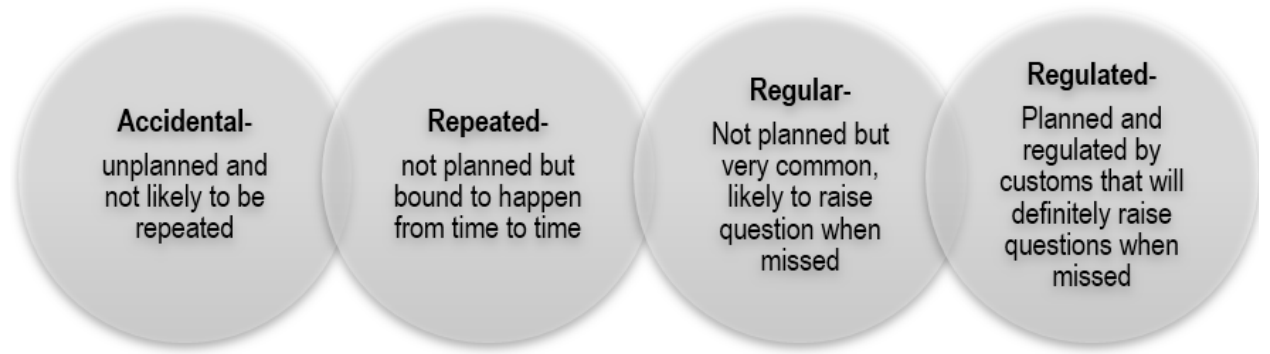 Accidental-
unplanned and
not likely to be
repeated
Repeated-
not planned but
bound to happen
from time to time
Regular-
Not planned but
very common,
likely to raise
question when
missed
Regulated-
Planned and
regulated by
customs that will
definitely raise
questions when
missed